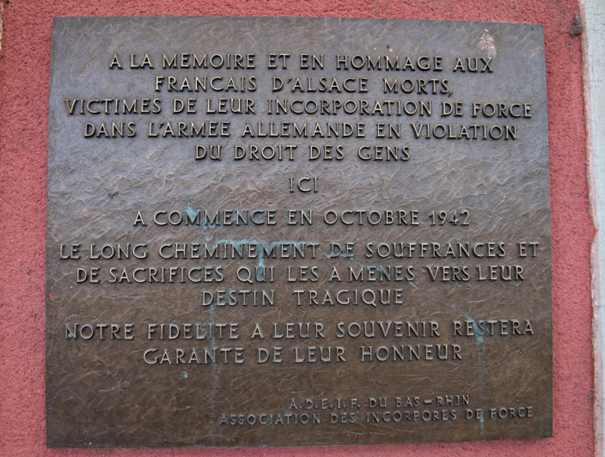 A LA MEMOIRE ET EN HOMMAGE AUX
FRANCAIS D'ALSACE MORTS,
VICTIMES DE LEUR INCORPORATION DE FORCE
DANS L'ARMEE ALLEMANDE EN VIOLATION
DU DROIT DES GENS
ICI
A COMMENCE EN OCTOBRE 1942
LE LONG CHEMINEMENT DE SOUFFRANCES ET
DE SACRIFICES QUI LES A MENES VERS LEUR
DESTIN TRAGIQUE
NOTRE FIDELITE A LEUR SOUVENIR RESTERA
GARANTE DE LEUR HONNEUR
A.D.E.I.F. DU BAS-RHIN
ASSOCIATION DES INCORPORES DE FORCE